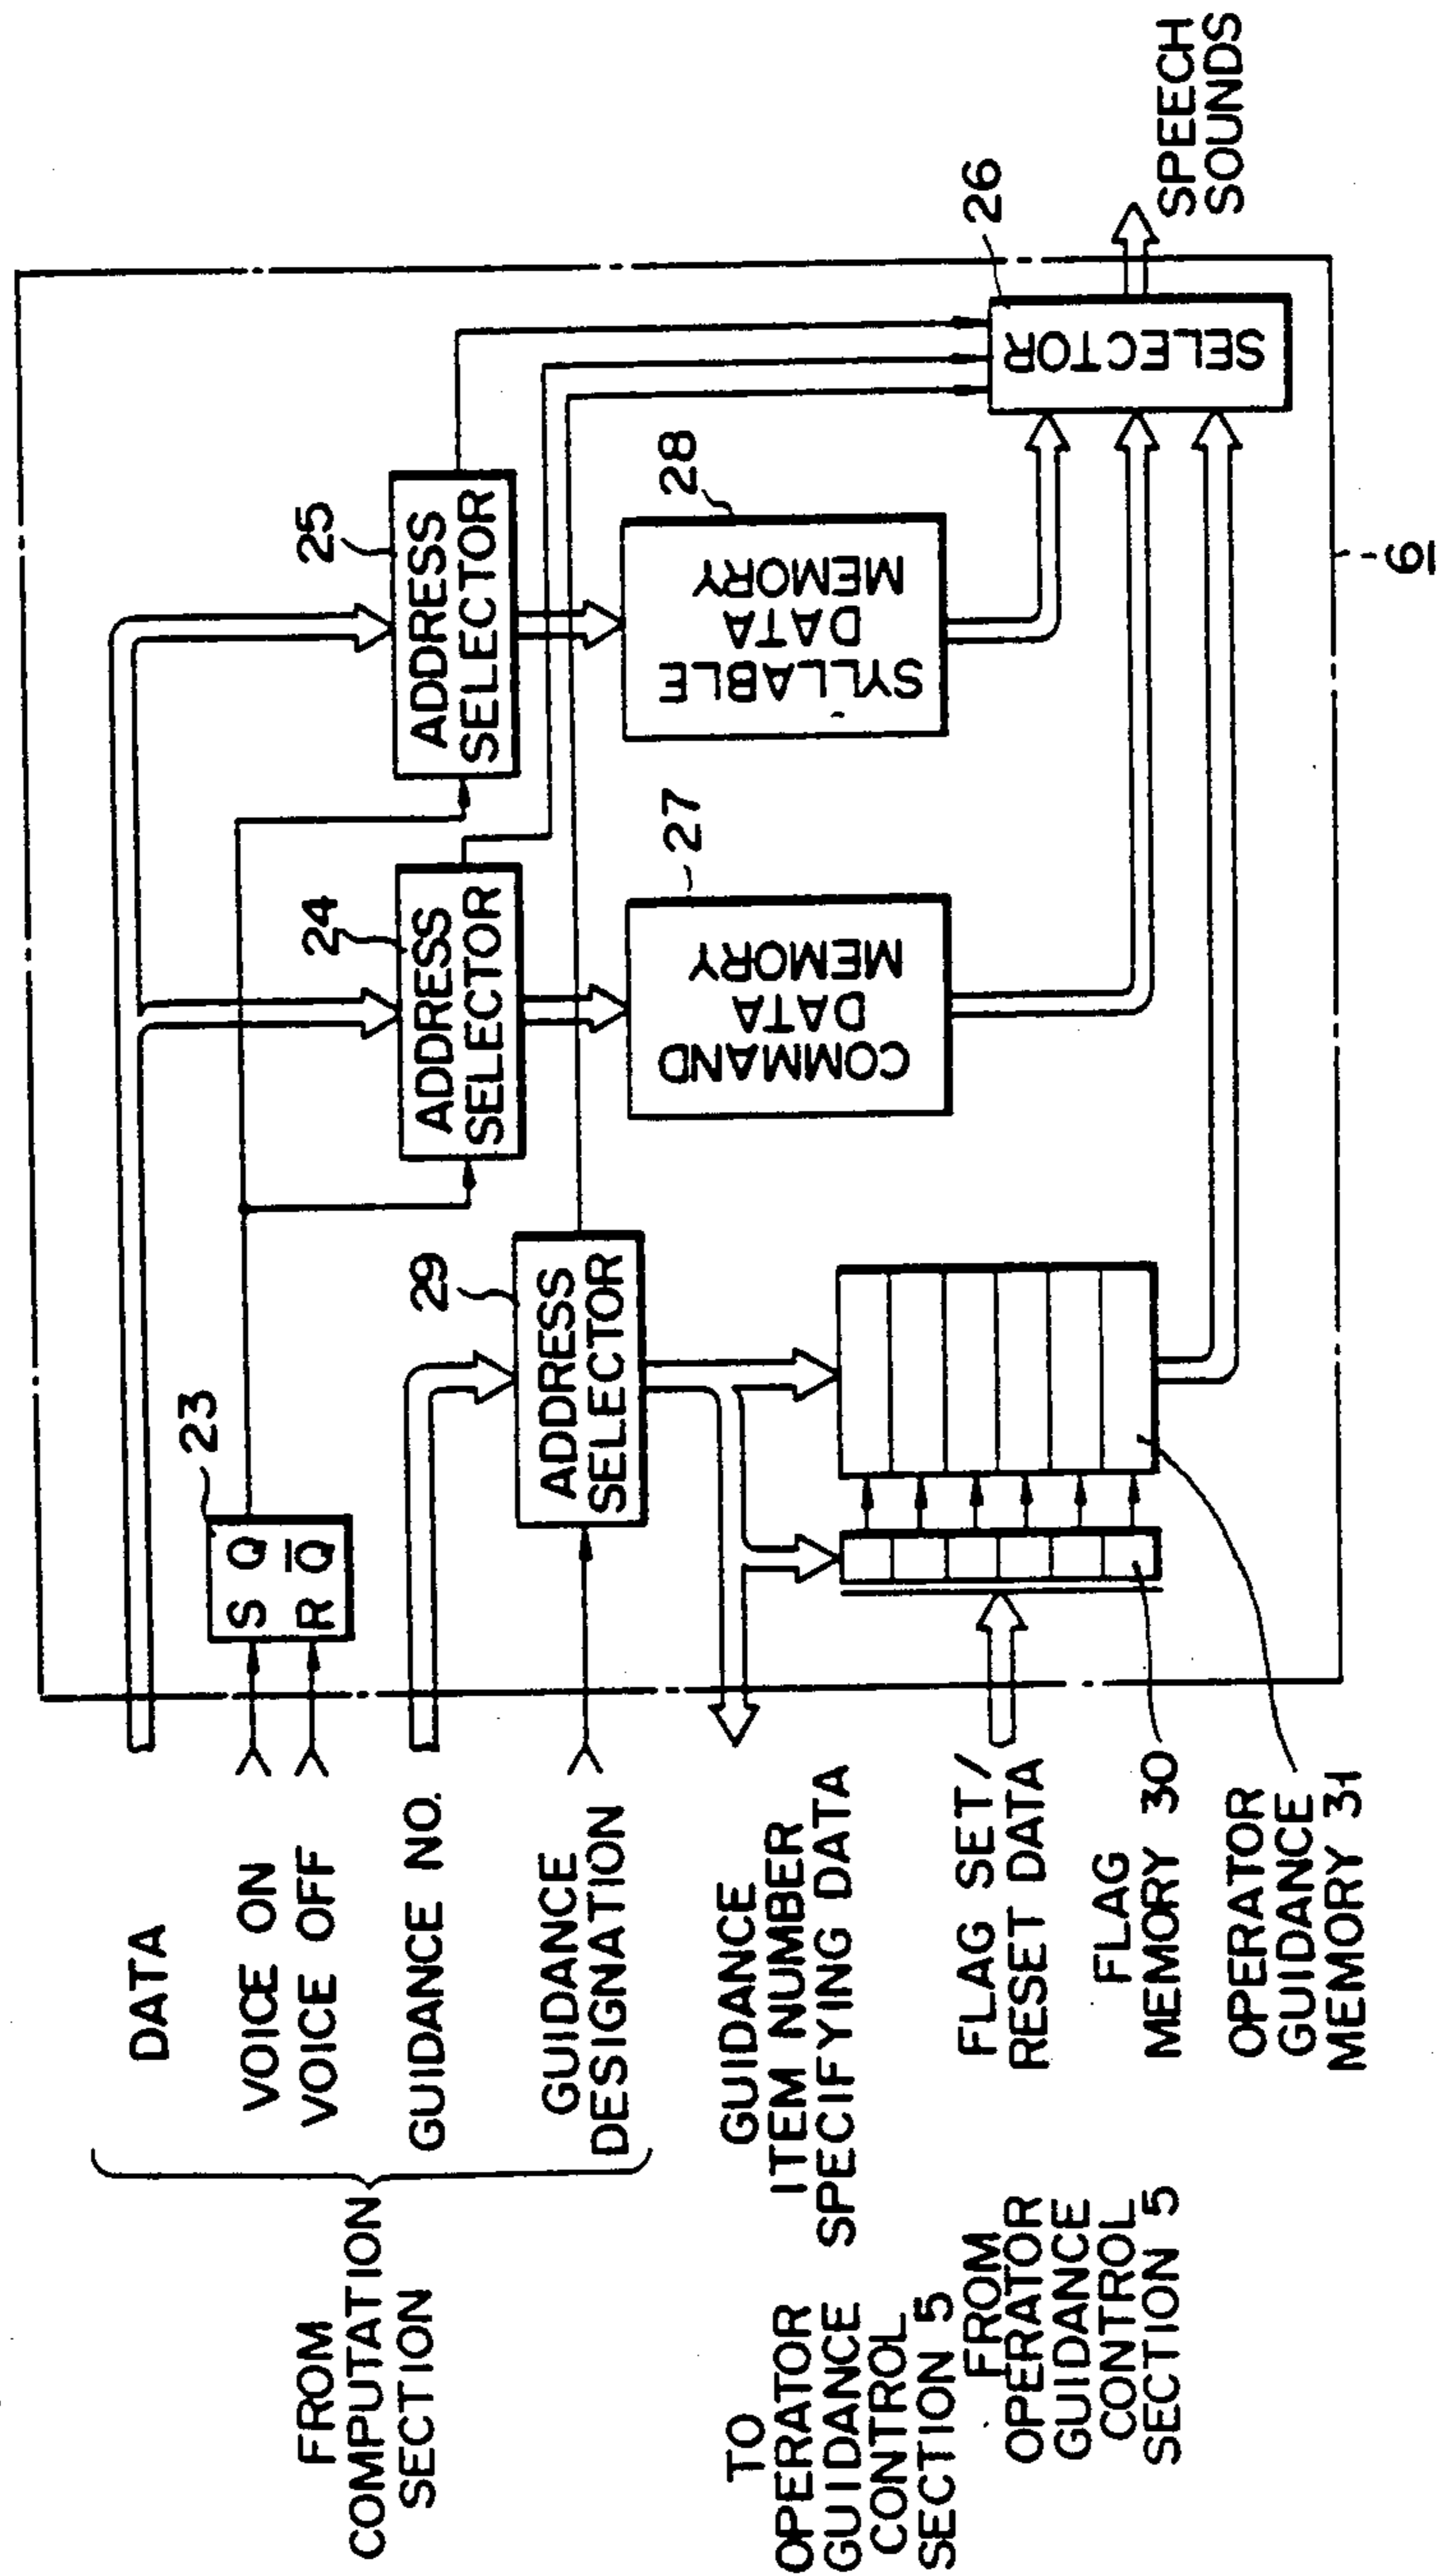 DATA
VOICE ON
VOICE OFF
GUIDANCE NO.
GUIDANCE
DESIGNATION
FROM
COMPUTATION
SECTION
GUIDANCE
ITEM NUMBER
SPECIFYING DATA
TO
OPERATOR
GUIDANCE
CONTROL
SECTION 5
FLAG SET/
RESET DATA
FROM
OPERATOR
GUIDANCE
CONTROL
SECTION 5
FLAG
MEMORY 30
OPERATOR
GUIDANCE
MEMORY 31
23
S Q
R Q̅
29
ADDRESS
SELECTOR
24
ADDRESS
SELECTOR
25
ADDRESS
SELECTOR
27
COMMAND
DATA
MEMORY
28
SYLLABLE
DATA
MEMORY
26
SELECTOR
SPEECH
SOUNDS